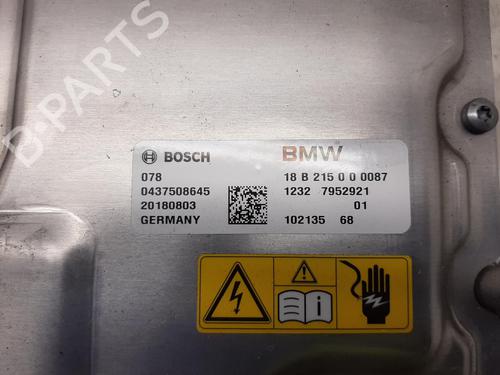 B-PARTS
BOSCH BMW
078 18 B 215 0 0 0087
0437508645 1232 7952921
20180803 01
GERMANY 102135 68